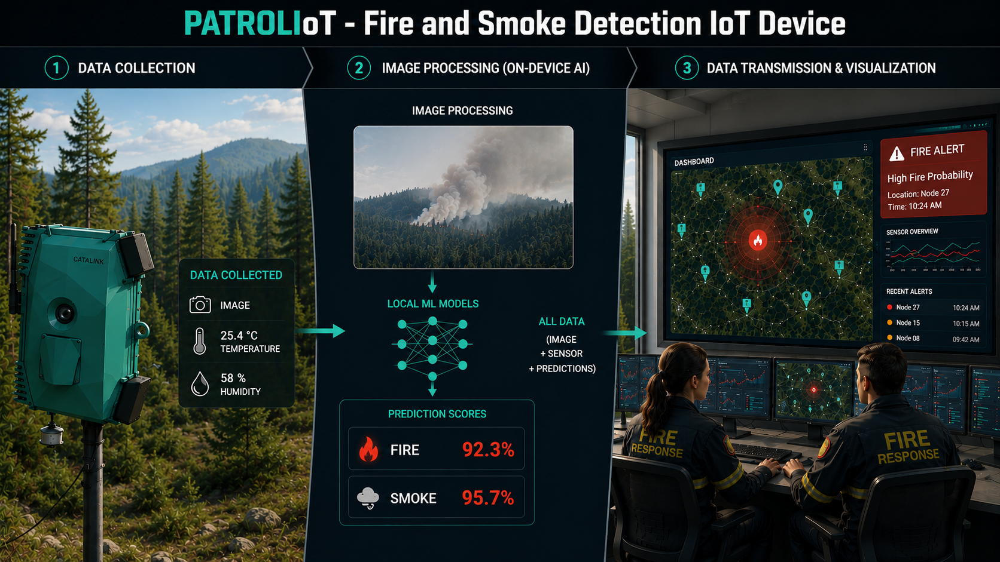 PATROLIIoT - Fire and Smoke Detection IoT Device
1 DATA COLLECTION
2 IMAGE PROCESSING (ON-DEVICE AI)
3 DATA TRANSMISSION & VISUALIZATION
CATALINK
DATA COLLECTED
IMAGE
25.4 °C
TEMPERATURE
58 %
HUMIDITY
IMAGE PROCESSING
LOCAL ML MODELS
PREDICTION SCORES
FIRE 92.3%
SMOKE 95.7%
ALL DATA
(IMAGE
+ SENSOR
+ PREDICTIONS)
DASHBOARD
FIRE ALERT
High Fire Probability
Location: Node 27
Time: 10:24 AM
SENSOR OVERVIEW
RECENT ALERTS
Node 27 10:24 AM
Node 15 10:15 AM
Node 08 09:42 AM
FIRE
RESPONSE
FIRE
RESPONSE